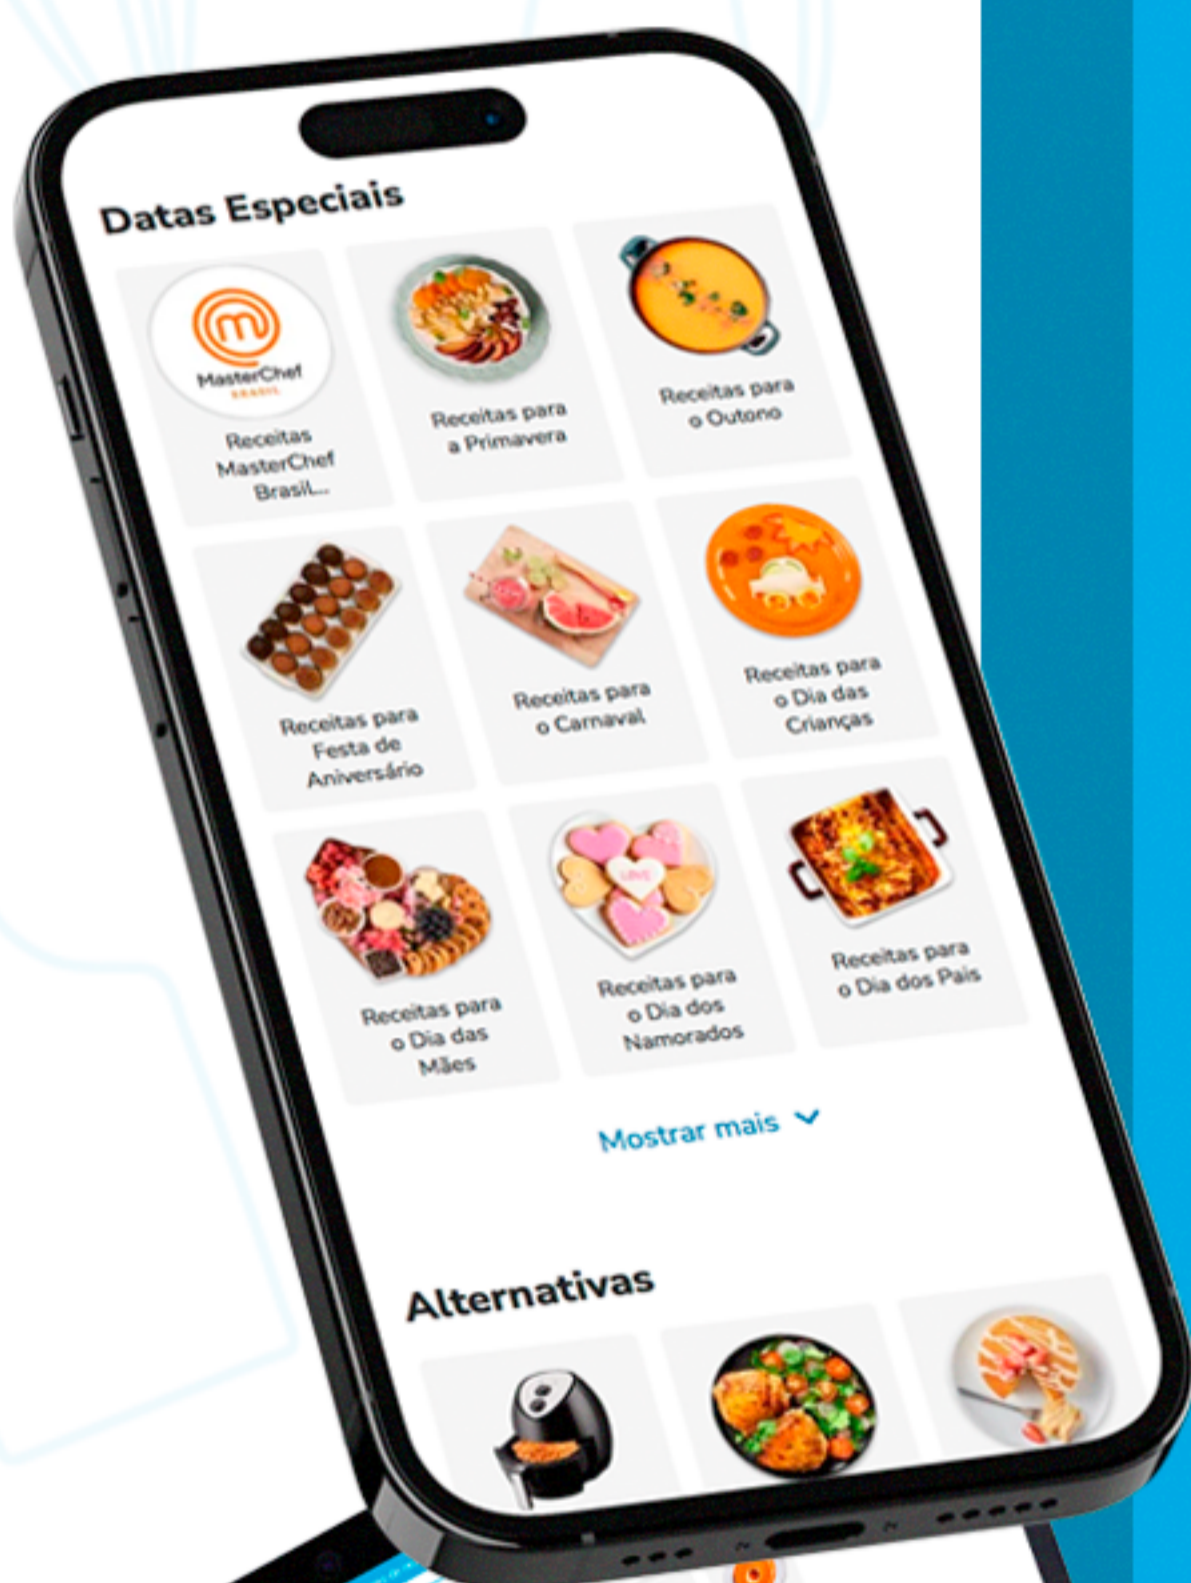 Datas Especiais
MasterChef
BRASIL
Receitas
MasterChef
Brasil...
Receitas para
a Primavera
Receitas para
o Outono
Receitas para
Festa de
Aniversário
Receitas para
o Carnaval
Receitas para
o Dia das
Crianças
Receitas para
o Dia das
Mães
LOVE
Receitas para
o Dia dos
Namorados
Receitas para
o Dia dos Pais
Mostrar mais
Alternativas